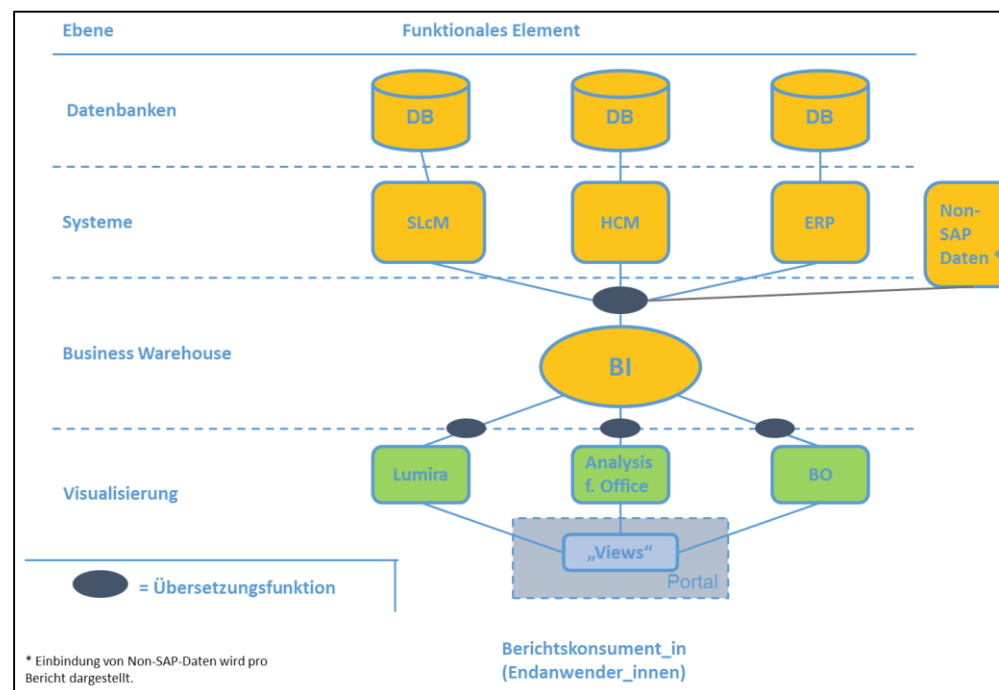 Ebene
Funktionales Element
Datenbanken
DB
DB
DB
Systeme
SLcM
HCM
ERP
Non-
SAP
Daten *
Business Warehouse
BI
Visualisierung
Lumira
Analysis
f. Office
BO
„Views“
Portal
= Übersetzungsfunktion
* Einbindung von Non-SAP-Daten wird pro
Bericht dargestellt.
Berichtskonsument_in
(Endanwender_innen)